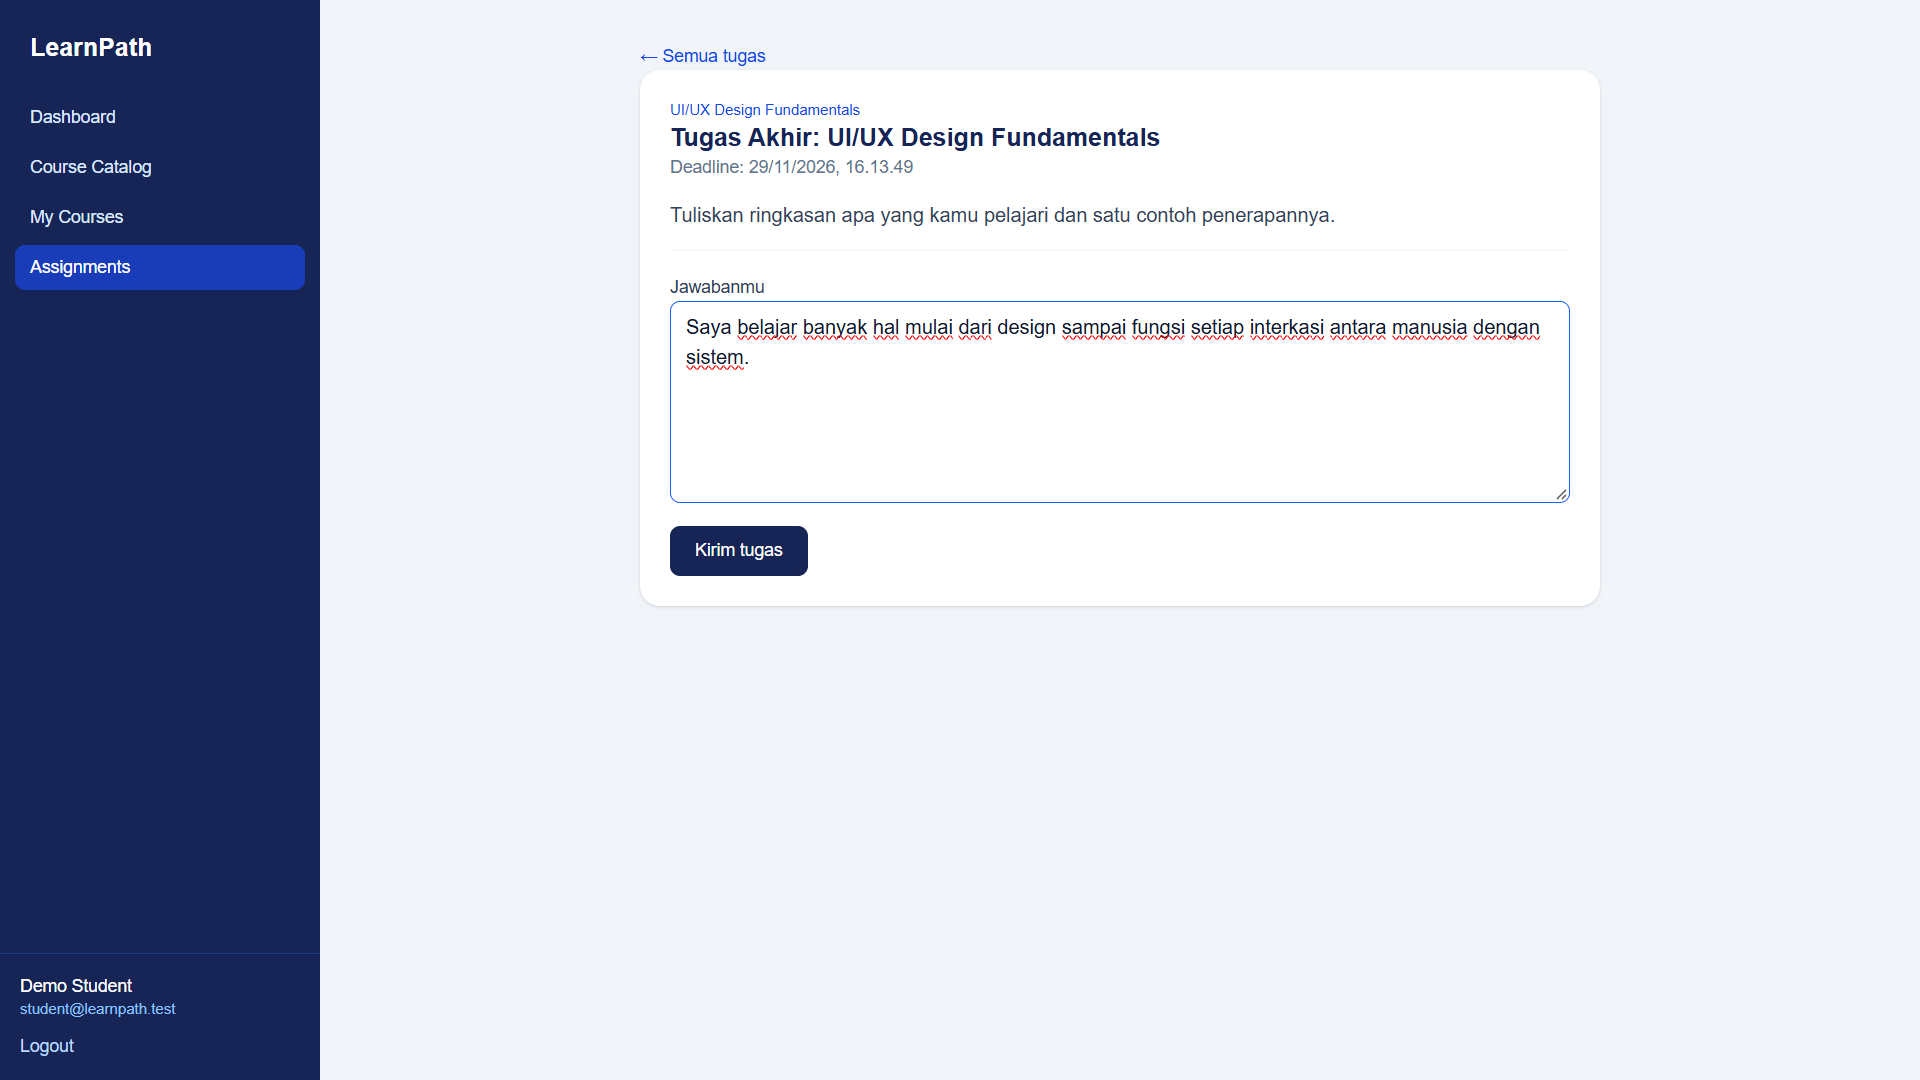 LearnPath
Dashboard
Course Catalog
My Courses
Assignments
Demo Student
student@learnpath.test
Logout
← Semua tugas
UI/UX Design Fundamentals
Tugas Akhir: UI/UX Design Fundamentals
Deadline: 29/11/2026, 16.13.49
Tuliskan ringkasan apa yang kamu pelajari dan satu contoh penerapannya.
Jawabanmu
Saya belajar banyak hal mulai dari design sampai fungsi setiap interkasi antara manusia dengan
sistem.
Kirim tugas